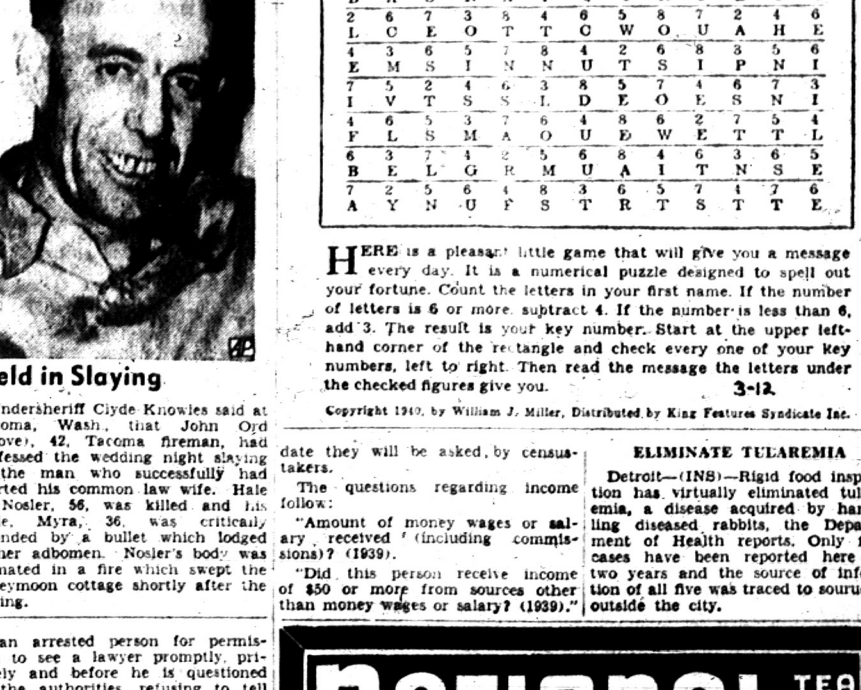 2 6 7 3 8 4 6 5 8 7 2 4 6
L C E O T T C W O U A H E
4 3 6 5 7 8 4 2 6 8 3 5 6
E M S I N N U T S I P N I
7 5 2 4 6 3 8 5 7 4 6 7 3
I V T S S L D E O E S N I
4 6 5 3 7 6 4 8 6 2 7 5 4
F L S M A O U E W E T T L
6 3 7 4 2 5 6 8 4 6 3 6 5
B E L G R M U A I T N S E
7 2 5 6 4 8 3 6 5 7 4 7 6
A Y N U F S T R T S T T E
HERE is a pleasant little game that will give you a message
every day. It is a numerical puzzle designed to spell out
your fortune. Count the letters in your first name. If the number
of letters is 6 or more, subtract 4. If the number is less than 6,
add 3. The result is your key number. Start at the upper left-
hand corner of the rectangle and check every one of your key
numbers, left to right. Then read the message the letters under
the checked figures give you.
3-12
Copyright 1940, by William J. Miller, Distributed by King Features Syndicate Inc.
AP
eld in Slaying
ndersheriff Clyde Knowles said at
oma, Wash., that John Ord
ove), 42, Tacoma fireman, had
fessed the wedding night slaying
the man who successfully had
rted his common law wife. Hale
Nosler, 56, was killed and his
e, Myra, 36, was critically
nded by a bullet which lodged
her adbomen. Nosler's body was
mated in a fire which swept the
eymoon cottage shortly after the
ing.
an arrested person for permis-
to see a lawyer promptly, pri-
ely and before he is questioned
the authorities, refusing to tell
date they will be asked, by census-
takers.
The questions regarding income
follow:
"Amount of money wages or sal-
ary received (including commis-
sions)? (1939).
"Did this person receive income
of $50 or more from sources other
than money wages or salary? (1939)."
ELIMINATE TULAREMIA
Detroit—(INS)—Rigid food insp
tion has virtually eliminated tul
emia, a disease acquired by han
ling diseased rabbits, the Depa
ment of Health reports. Only
cases have been reported here
two years and the source of inf
tion of all five was traced to sour
outside the city.
TEA